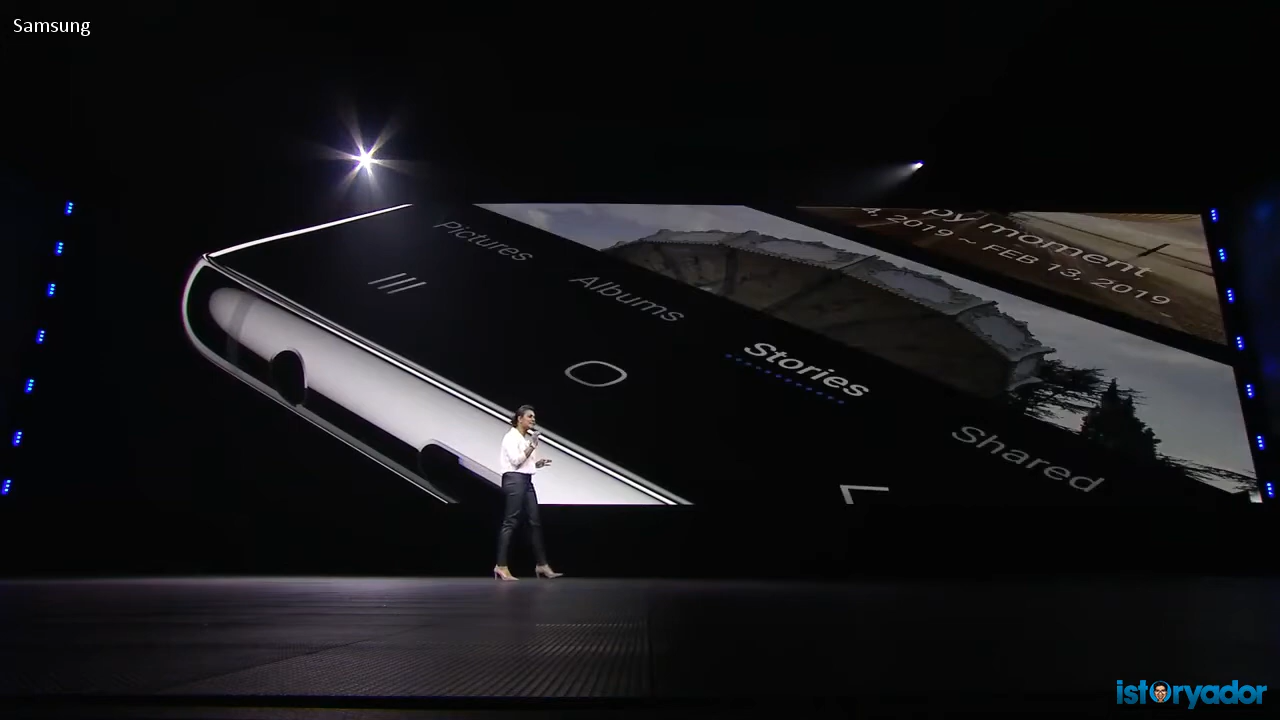 Samsung
Pictures
Albums
Stories
Shared
py moment
4, 2019 ~ FEB 13, 2019
istoryador